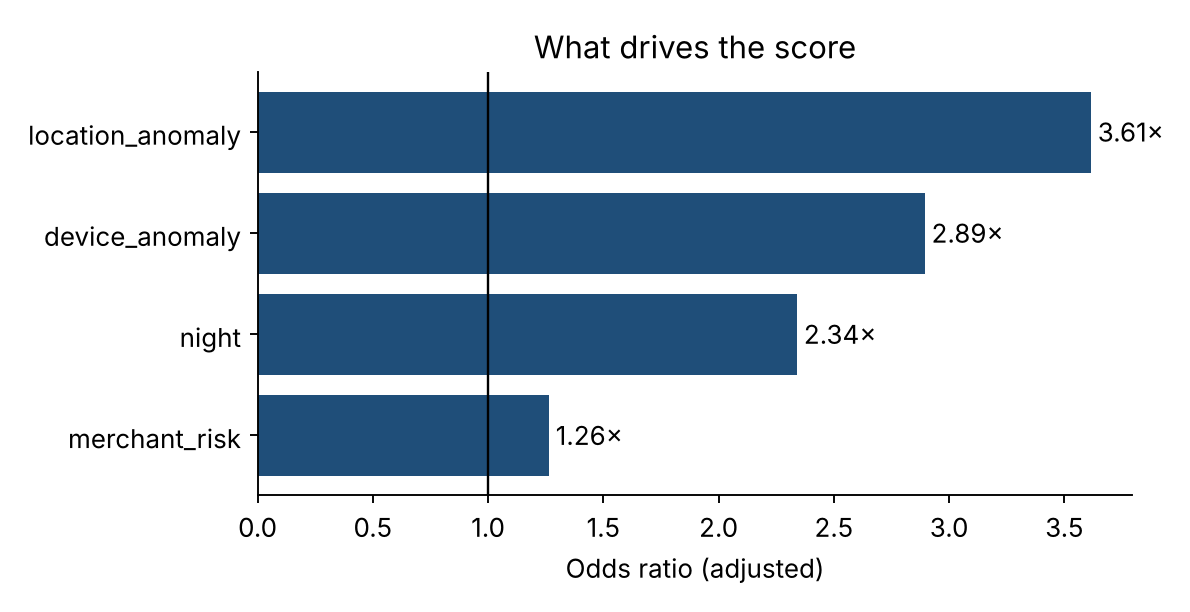 What drives the score
location_anomaly
3.61×
device_anomaly
2.89×
night
2.34×
merchant_risk
1.26×
0.0 0.5 1.0 1.5 2.0 2.5 3.0 3.5
Odds ratio (adjusted)